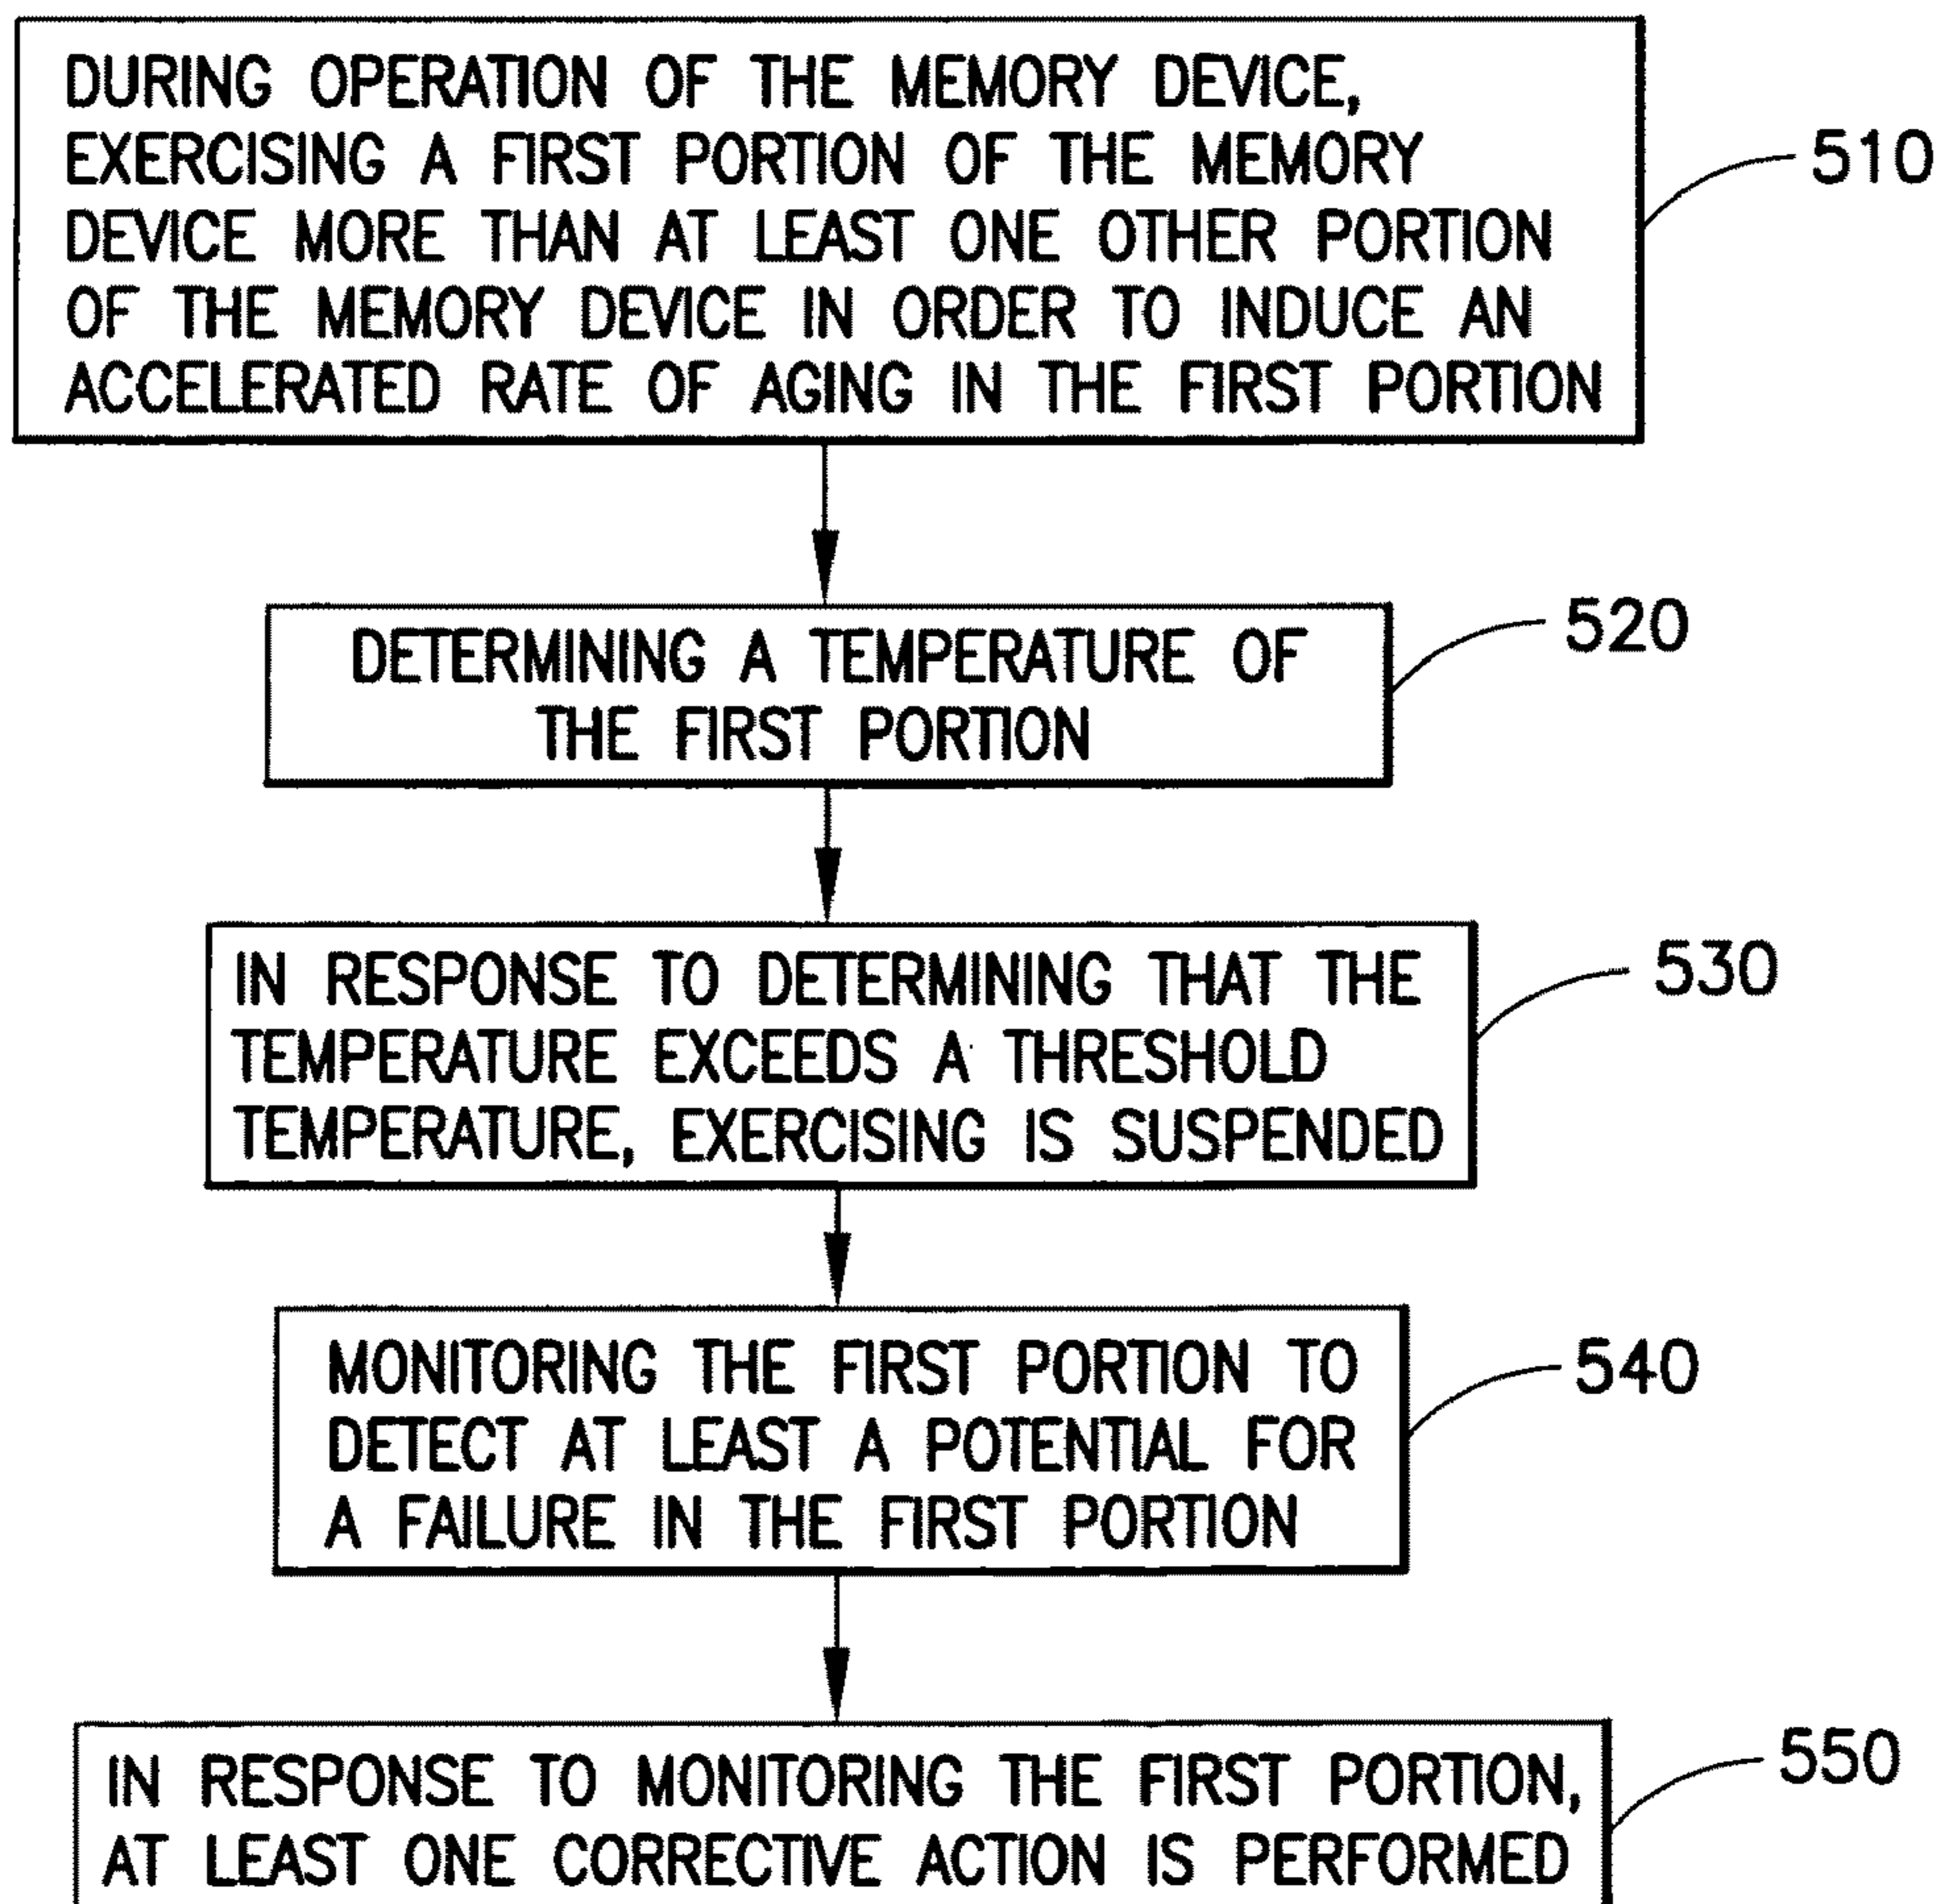 DURING OPERATION OF THE MEMORY DEVICE,
EXERCISING A FIRST PORTION OF THE MEMORY
DEVICE MORE THAN AT LEAST ONE OTHER PORTION
OF THE MEMORY DEVICE IN ORDER TO INDUCE AN
ACCELERATED RATE OF AGING IN THE FIRST PORTION
510
DETERMINING A TEMPERATURE OF
THE FIRST PORTION
520
IN RESPONSE TO DETERMINING THAT THE
TEMPERATURE EXCEEDS A THRESHOLD
TEMPERATURE, EXERCISING IS SUSPENDED
530
MONITORING THE FIRST PORTION TO
DETECT AT LEAST A POTENTIAL FOR
A FAILURE IN THE FIRST PORTION
540
IN RESPONSE TO MONITORING THE FIRST PORTION,
AT LEAST ONE CORRECTIVE ACTION IS PERFORMED
550